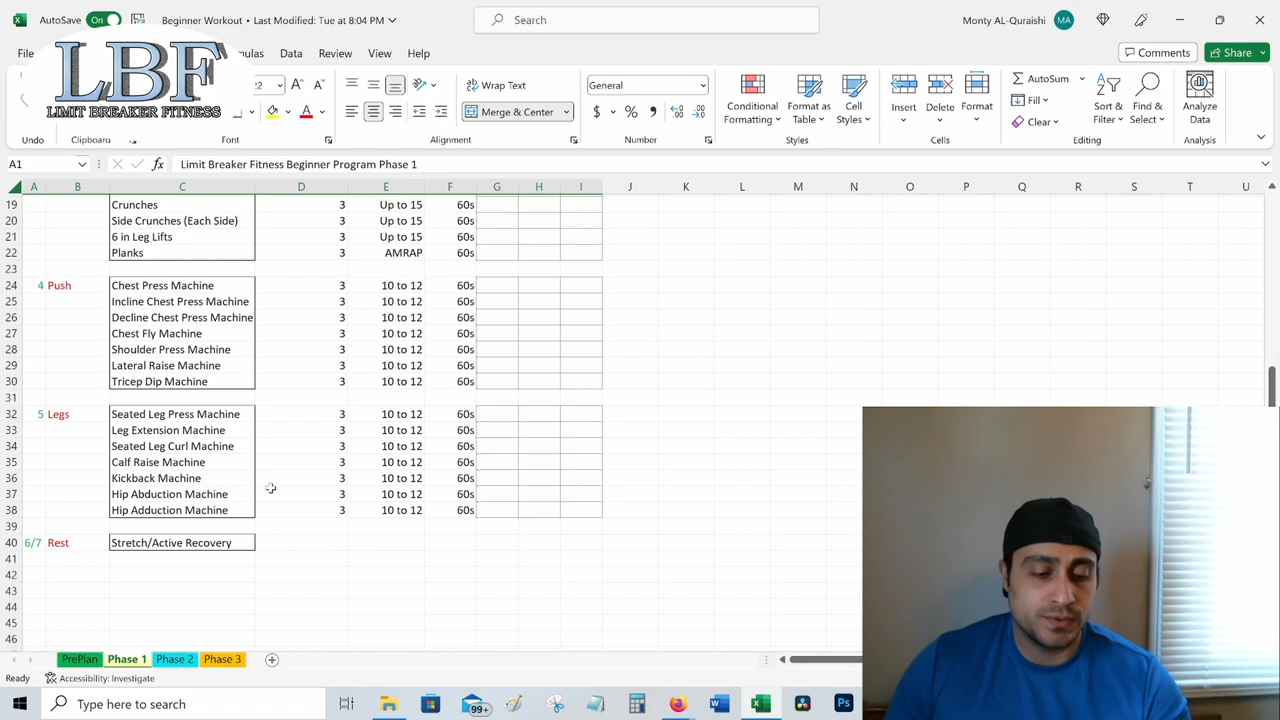 AutoSave On Beginner Workout • Last Modified: Tue at 8:04 PM Search Monty AL-Quraishi MA
Data Review View Help Comments Share
LBF
LIMIT BREAKER FITNESS
Wrap Text General AutoSum
Merge & Center $ % Conditional Formatting Format as Table Cell Styles Insert Delete Format Fill Sort & Filter Find & Select Analyze Data
Clear
Undo Clipboard Font Alignment Number Styles Cells Editing Analysis
A1 fx Limit Breaker Fitness Beginner Program Phase 1
A B C D E F G H I J K L M N O P Q R S T U
19 Crunches 3 Up to 15 60s
20 Side Crunches (Each Side) 3 Up to 15 60s
21 6 in Leg Lifts 3 Up to 15 60s
22 Planks 3 AMRAP 60s
23
24 4 Push Chest Press Machine 3 10 to 12 60s
25 Incline Chest Press Machine 3 10 to 12 60s
26 Decline Chest Press Machine 3 10 to 12 60s
27 Chest Fly Machine 3 10 to 12 60s
28 Shoulder Press Machine 3 10 to 12 60s
29 Lateral Raise Machine 3 10 to 12 60s
30 Tricep Dip Machine 3 10 to 12 60s
31
32 5 Legs Seated Leg Press Machine 3 10 to 12 60s
33 Leg Extension Machine 3 10 to 12 60s
34 Seated Leg Curl Machine 3 10 to 12 60s
35 Calf Raise Machine 3 10 to 12 60s
36 Kickback Machine 3 10 to 12 60s
37 Hip Abduction Machine 3 10 to 12 60s
38 Hip Adduction Machine 3 10 to 12 60s
39
40 6/7 Rest Stretch/Active Recovery
41
42
43
44
45
46
PrePlan Phase 1 Phase 2 Phase 3
Ready Accessibility: Investigate
Type here to search 99+ Ps